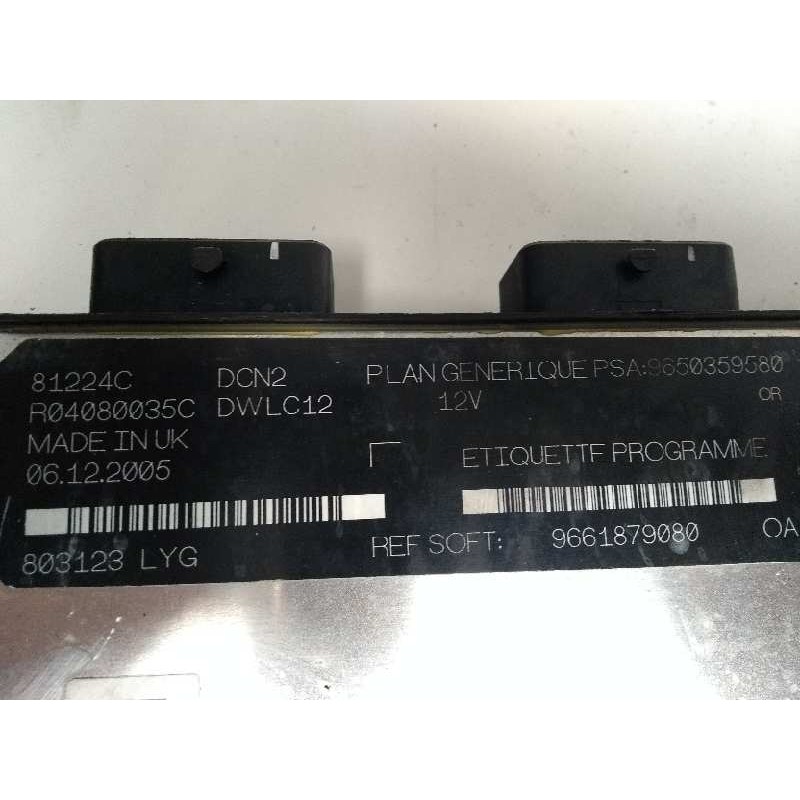 81224C DCN2 PLAN GENERIQUE PSA:9650359580
R04080035C DWLC12 12V OR
MADE IN UK
06.12.2005 ETIQUETTE PROGRAMME
803123 LYG REF SOFT: 9661879080 OA